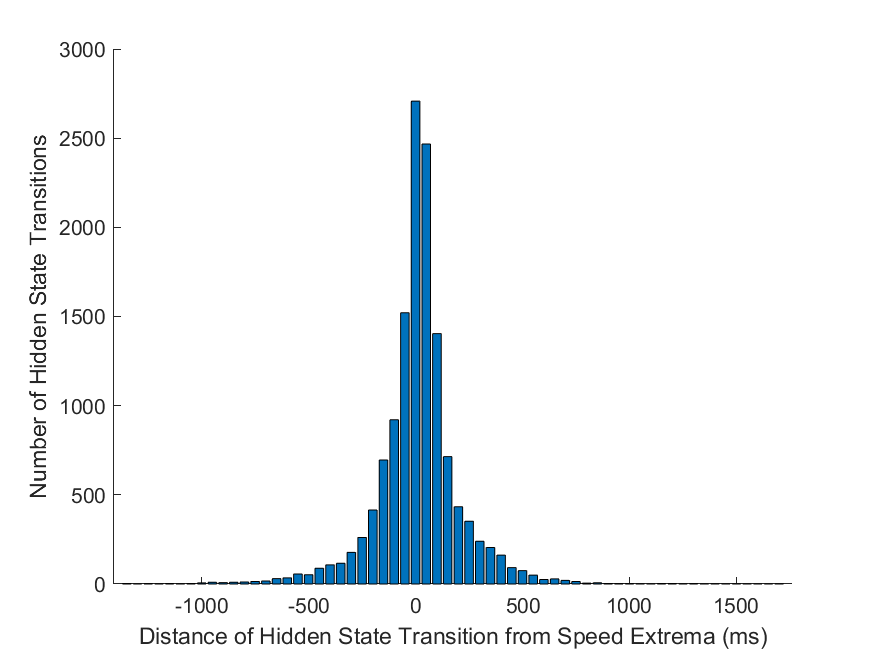 3000
2500
2000
1500
1000
500
0
Number of Hidden State Transitions
-1000 -500 0 500 1000 1500
Distance of Hidden State Transition from Speed Extrema (ms)